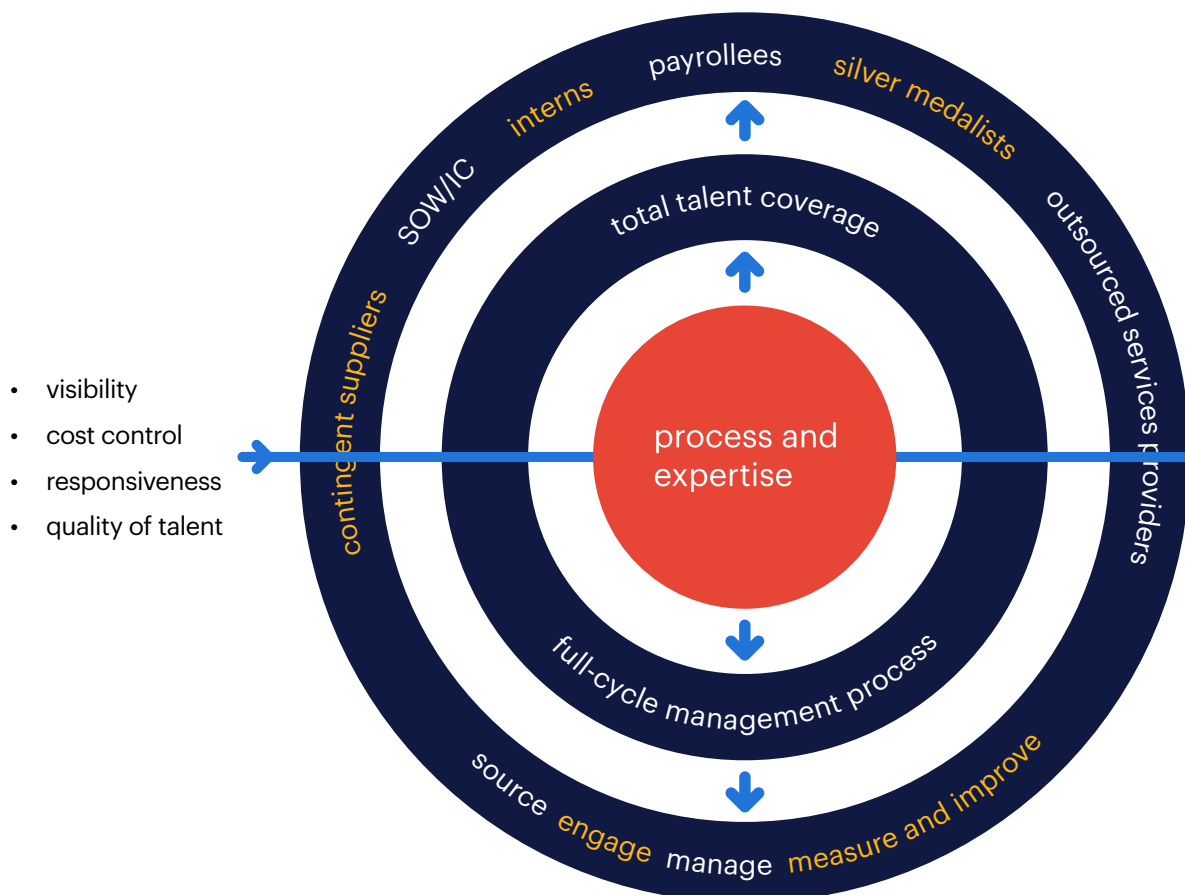 payrollees
silver medalists
interns
SOW/IC
outsourced services providers
total talent coverage
contingent suppliers
• visibility
• cost control
• responsiveness
• quality of talent
process and
expertise
full-cycle management process
source
engage
manage
measure and improve